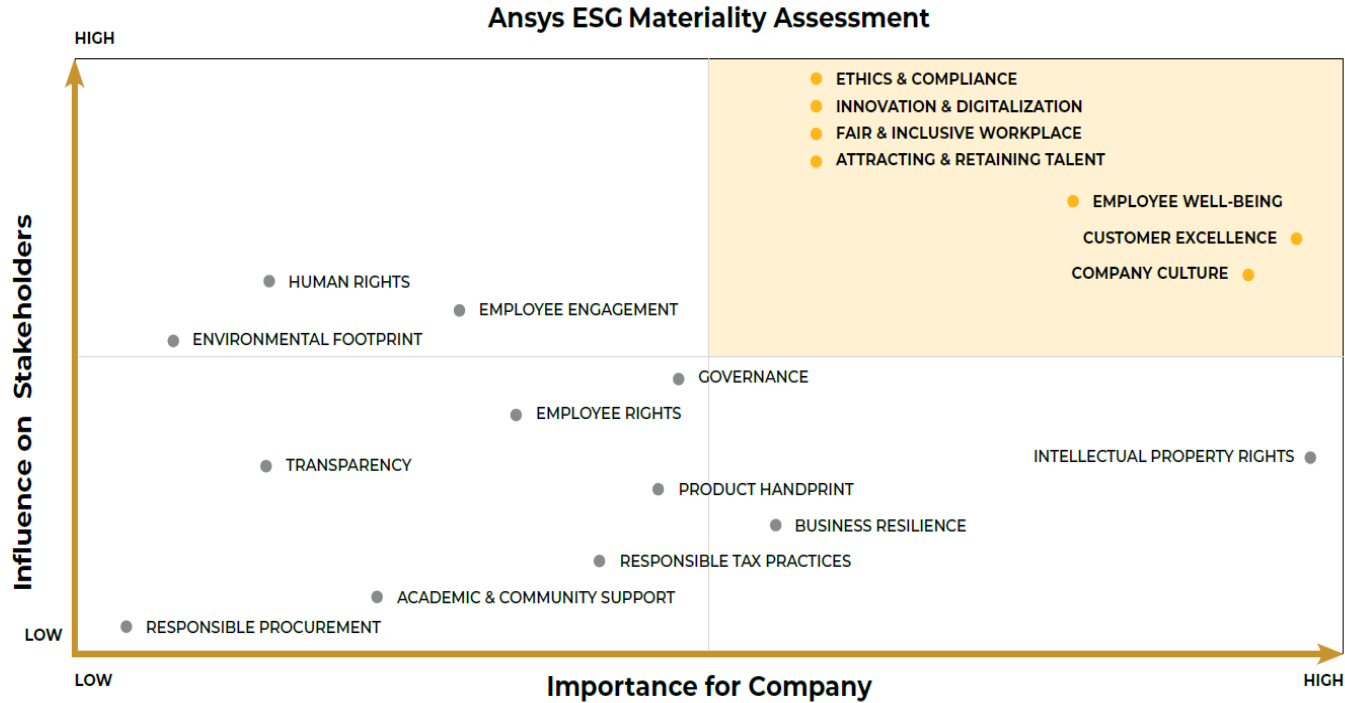 Ansys ESG Materiality Assessment
HIGH
ETHICS & COMPLIANCE
INNOVATION & DIGITALIZATION
FAIR & INCLUSIVE WORKPLACE
ATTRACTING & RETAINING TALENT
EMPLOYEE WELL-BEING
CUSTOMER EXCELLENCE
COMPANY CULTURE
HUMAN RIGHTS
EMPLOYEE ENGAGEMENT
ENVIRONMENTAL FOOTPRINT
GOVERNANCE
EMPLOYEE RIGHTS
INTELLECTUAL PROPERTY RIGHTS
TRANSPARENCY
PRODUCT HANDPRINT
BUSINESS RESILIENCE
RESPONSIBLE TAX PRACTICES
ACADEMIC & COMMUNITY SUPPORT
RESPONSIBLE PROCUREMENT
Influence on Stakeholders
LOW
LOW
Importance for Company
HIGH